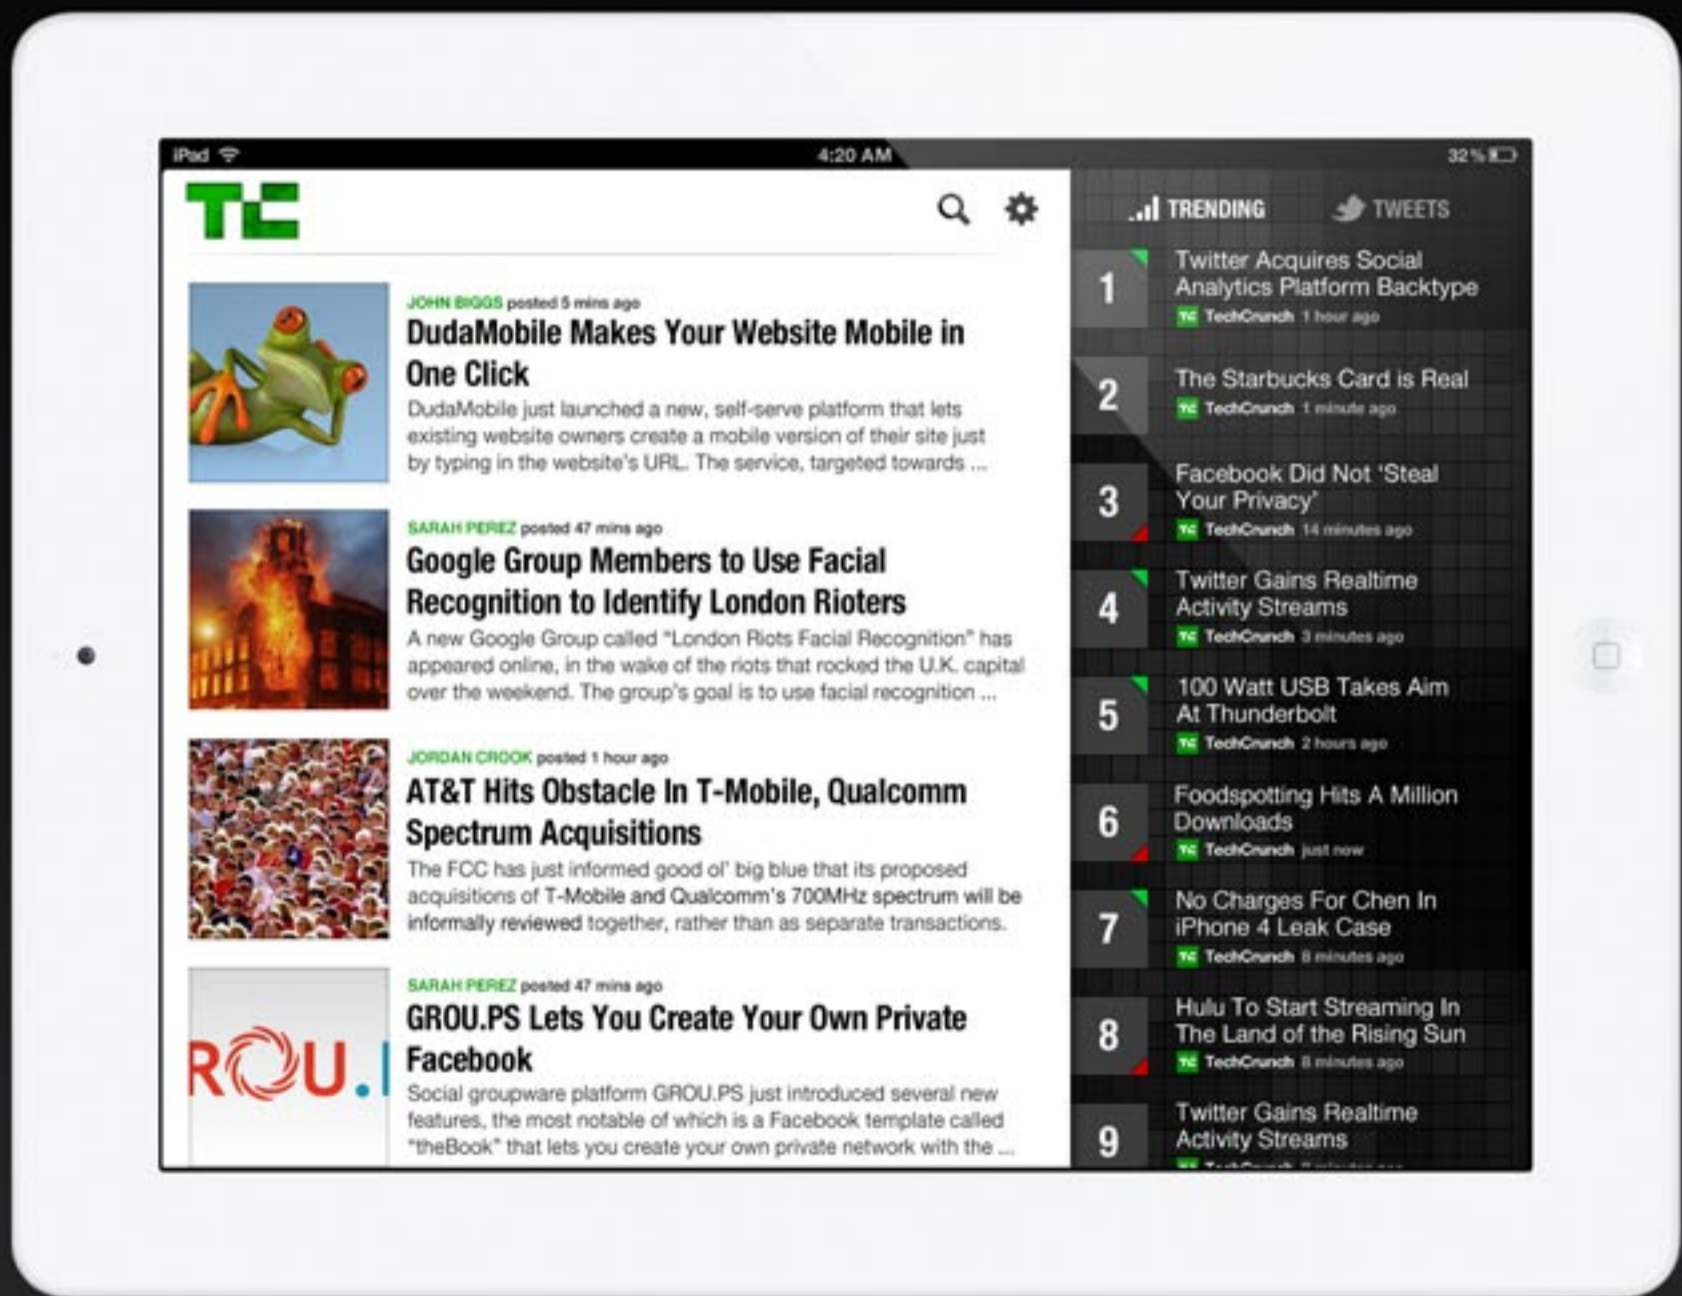 iPad
4:20 AM
32%
TC
JOHN BIGGS posted 5 mins ago
DudaMobile Makes Your Website Mobile in
One Click
DudaMobile just launched a new, self-serve platform that lets
existing website owners create a mobile version of their site just
by typing in the website's URL. The service, targeted towards ...
SARAH PEREZ posted 47 mins ago
Google Group Members to Use Facial
Recognition to Identify London Rioters
A new Google Group called "London Riots Facial Recognition" has
appeared online, in the wake of the riots that rocked the U.K. capital
over the weekend. The group's goal is to use facial recognition ...
JORDAN CROOK posted 1 hour ago
AT&T Hits Obstacle In T-Mobile, Qualcomm
Spectrum Acquisitions
The FCC has just informed good ol' big blue that its proposed
acquisitions of T-Mobile and Qualcomm's 700MHz spectrum will be
informally reviewed together, rather than as separate transactions.
ROU.
SARAH PEREZ posted 47 mins ago
GROU.PS Lets You Create Your Own Private
Facebook
Social groupware platform GROU.PS just introduced several new
features, the most notable of which is a Facebook template called
"theBook" that lets you create your own private network with the ...
TRENDING
TWEETS
1
Twitter Acquires Social
Analytics Platform Backtype
TC TechCrunch 1 hour ago
2
The Starbucks Card is Real
TC TechCrunch 1 minute ago
3
Facebook Did Not 'Steal
Your Privacy'
TC TechCrunch 14 minutes ago
4
Twitter Gains Realtime
Activity Streams
TC TechCrunch 3 minutes ago
5
100 Watt USB Takes Aim
At Thunderbolt
TC TechCrunch 2 hours ago
6
Foodspotting Hits A Million
Downloads
TC TechCrunch just now
7
No Charges For Chen In
iPhone 4 Leak Case
TC TechCrunch 8 minutes ago
8
Hulu To Start Streaming In
The Land of the Rising Sun
TC TechCrunch 8 minutes ago
9
Twitter Gains Realtime
Activity Streams